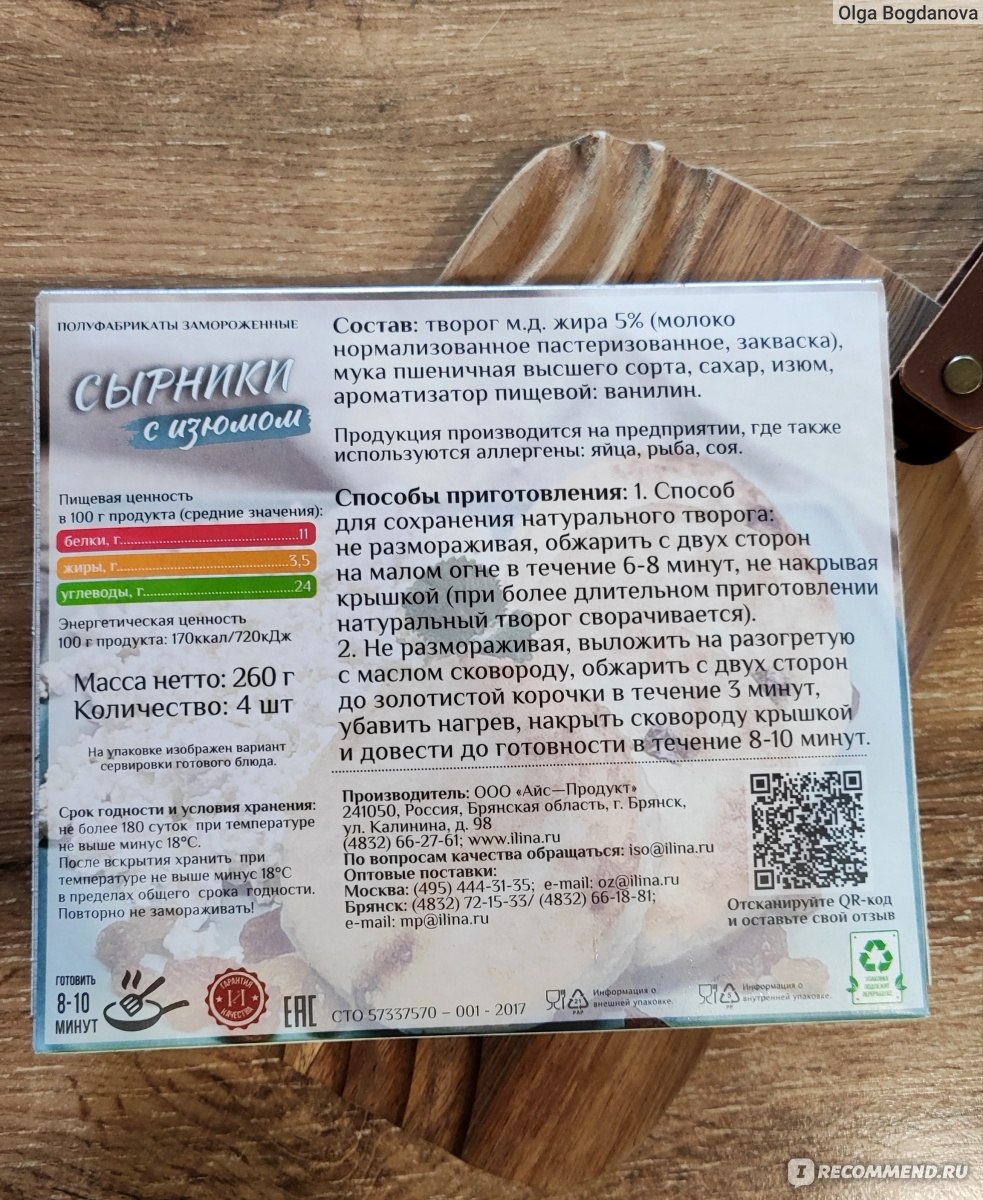 Olga Bogdanova
ПОЛУФАБРИКАТЫ ЗАМОРОЖЕННЫЕ
СЫРНИКИ
с изюмом
Пищевая ценность
в 100 г продукта (средние значения):
белки, г...............................................11
жиры, г..............................................3,5
углеводы, г........................................24
Энергетическая ценность
100 г продукта: 170ккал/720кДж
Масса нетто: 260 г
Количество: 4 шт
На упаковке изображен вариант
сервировки готового блюда.
Срок годности и условия хранения:
не более 180 суток при температуре
не выше минус 18°С.
После вскрытия хранить при
температуре не выше минус 18°С
в пределах общего срока годности.
Повторно не замораживать!
Состав: творог м.д. жира 5% (молоко
нормализованное пастеризованное, закваска),
мука пшеничная высшего сорта, сахар, изюм,
ароматизатор пищевой: ванилин.
Продукция производится на предприятии, где также
используются аллергены: яйца, рыба, соя.
Способы приготовления: 1. Способ
для сохранения натурального творога:
не размораживая, обжарить с двух сторон
на малом огне в течение 6-8 минут, не накрывая
крышкой (при более длительном приготовлении
натуральный творог сворачивается).
2. Не размораживая, выложить на разогретую
с маслом сковороду, обжарить с двух сторон
до золотистой корочки в течение 3 минут,
убавить нагрев, накрыть сковороду крышкой
и довести до готовности в течение 8-10 минут.
Производитель: ООО «Айс—Продукт»
241050, Россия, Брянская область, г. Брянск,
ул. Калинина, д. 98
(4832) 66-27-61; www.ilina.ru
По вопросам качества обращаться: iso@ilina.ru
Оптовые поставки:
Москва: (495) 444-31-35; e-mail: oz@ilina.ru
Брянск: (4832) 72-15-33/ (4832) 66-18-81;
e-mail: mp@ilina.ru
Отсканируйте QR-код
и оставьте свой отзыв
ГОТОВИТЬ
8-10
МИНУТ
ГАРАНТИЯ
КАЧЕСТВА
ЕАС
СТО 57337570 – 001 - 2017
21
PAP
Информация о
внешней упаковке.
5
PP
Информация о
внутренней упаковке.
IRECOMMEND.RU